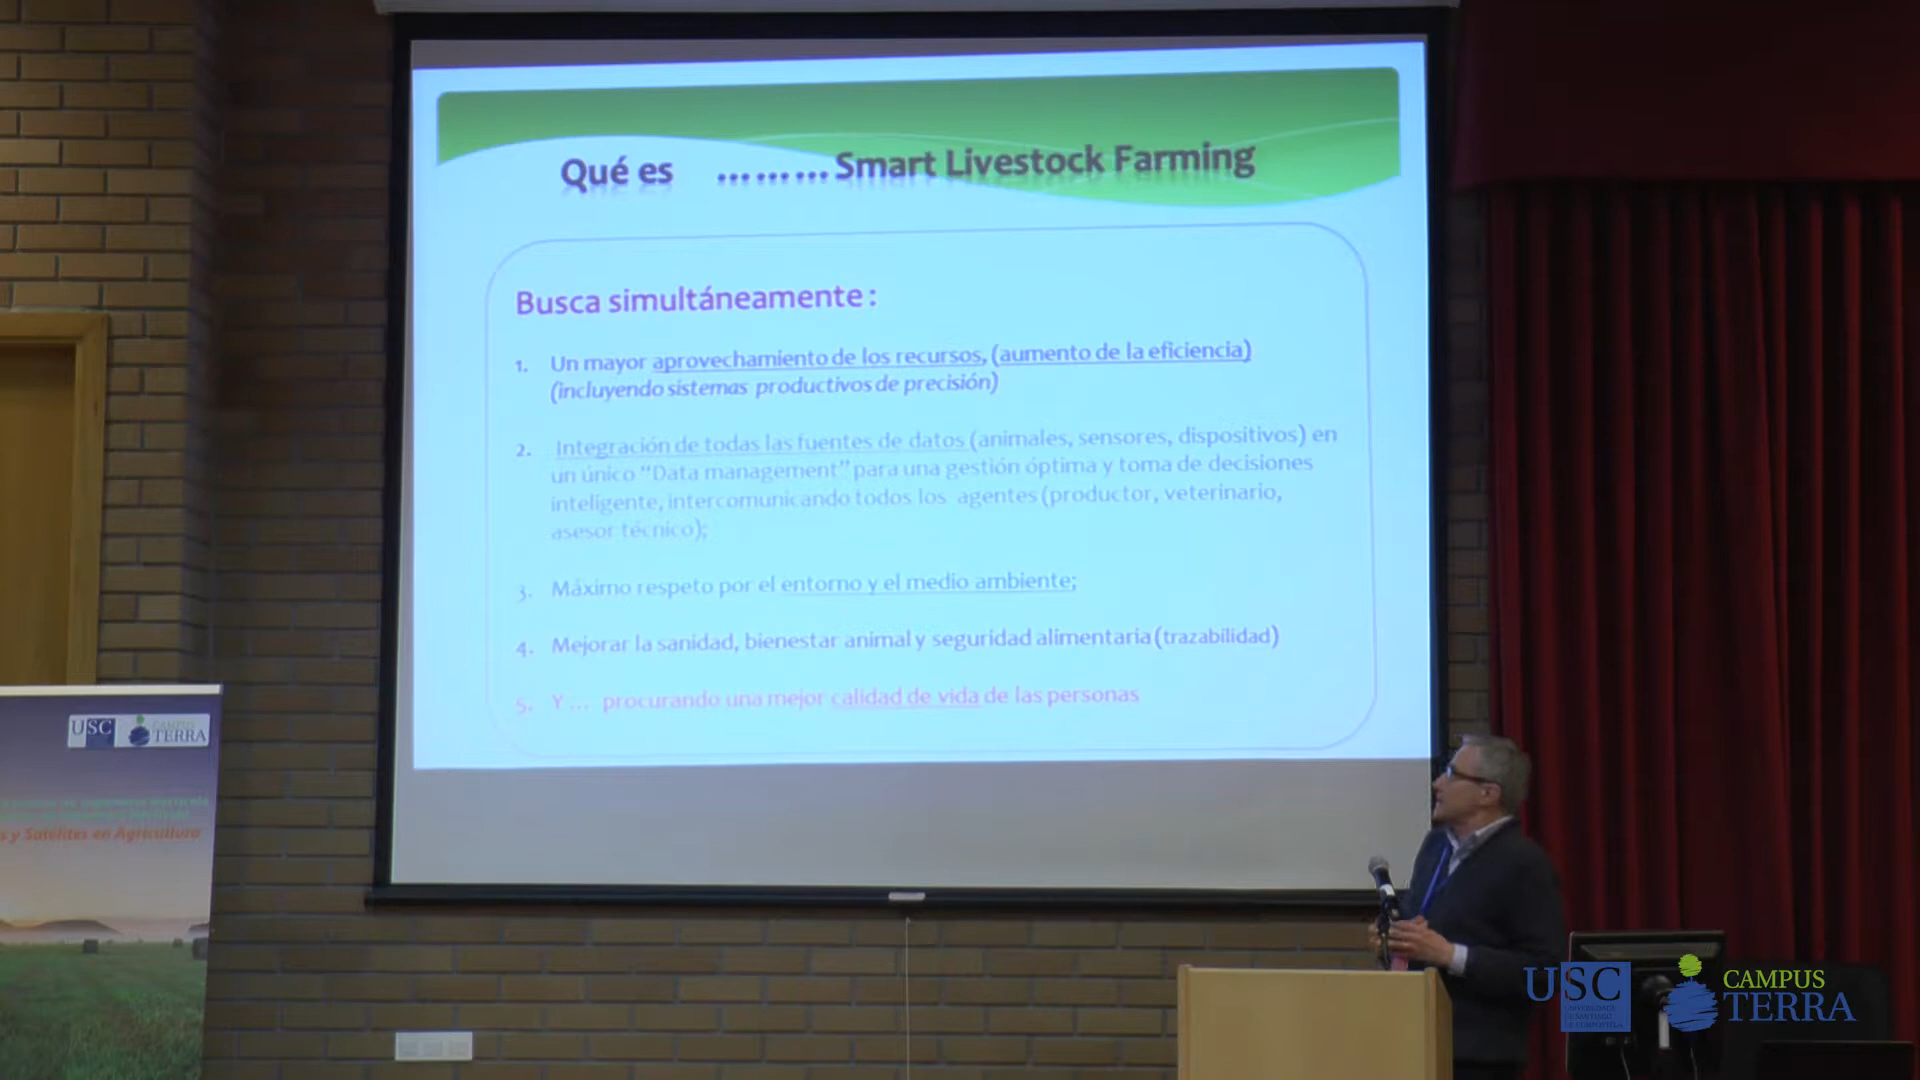 Qué es ………Smart Livestock Farming
Busca simultáneamente :
1. Un mayor aprovechamiento de los recursos, (aumento de la eficiencia)
(incluyendo sistemas productivos de precisión)
2. Integración de todas las fuentes de datos (animales, sensores, dispositivos) en
un único “Data management” para una gestión óptima y toma de decisiones
inteligente, intercomunicando todos los agentes (productor, veterinario,
asesor técnico);
3. Máximo respeto por el entorno y el medio ambiente;
4. Mejorar la sanidad, bienestar animal y seguridad alimentaria (trazabilidad)
5. Y … procurando una mejor calidad de vida de las personas
USC CAMPUS
TERRA
s y Satélites en Agricultura
USC
CAMPUS
TERRA